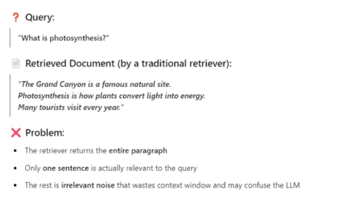 ❓ Query:
"What is photosynthesis?"
📄 Retrieved Document (by a traditional retriever):
"The Grand Canyon is a famous natural site.
Photosynthesis is how plants convert light into energy.
Many tourists visit every year."
❌ Problem:
• The retriever returns the entire paragraph
• Only one sentence is actually relevant to the query
• The rest is irrelevant noise that wastes context window and may confuse the LLM